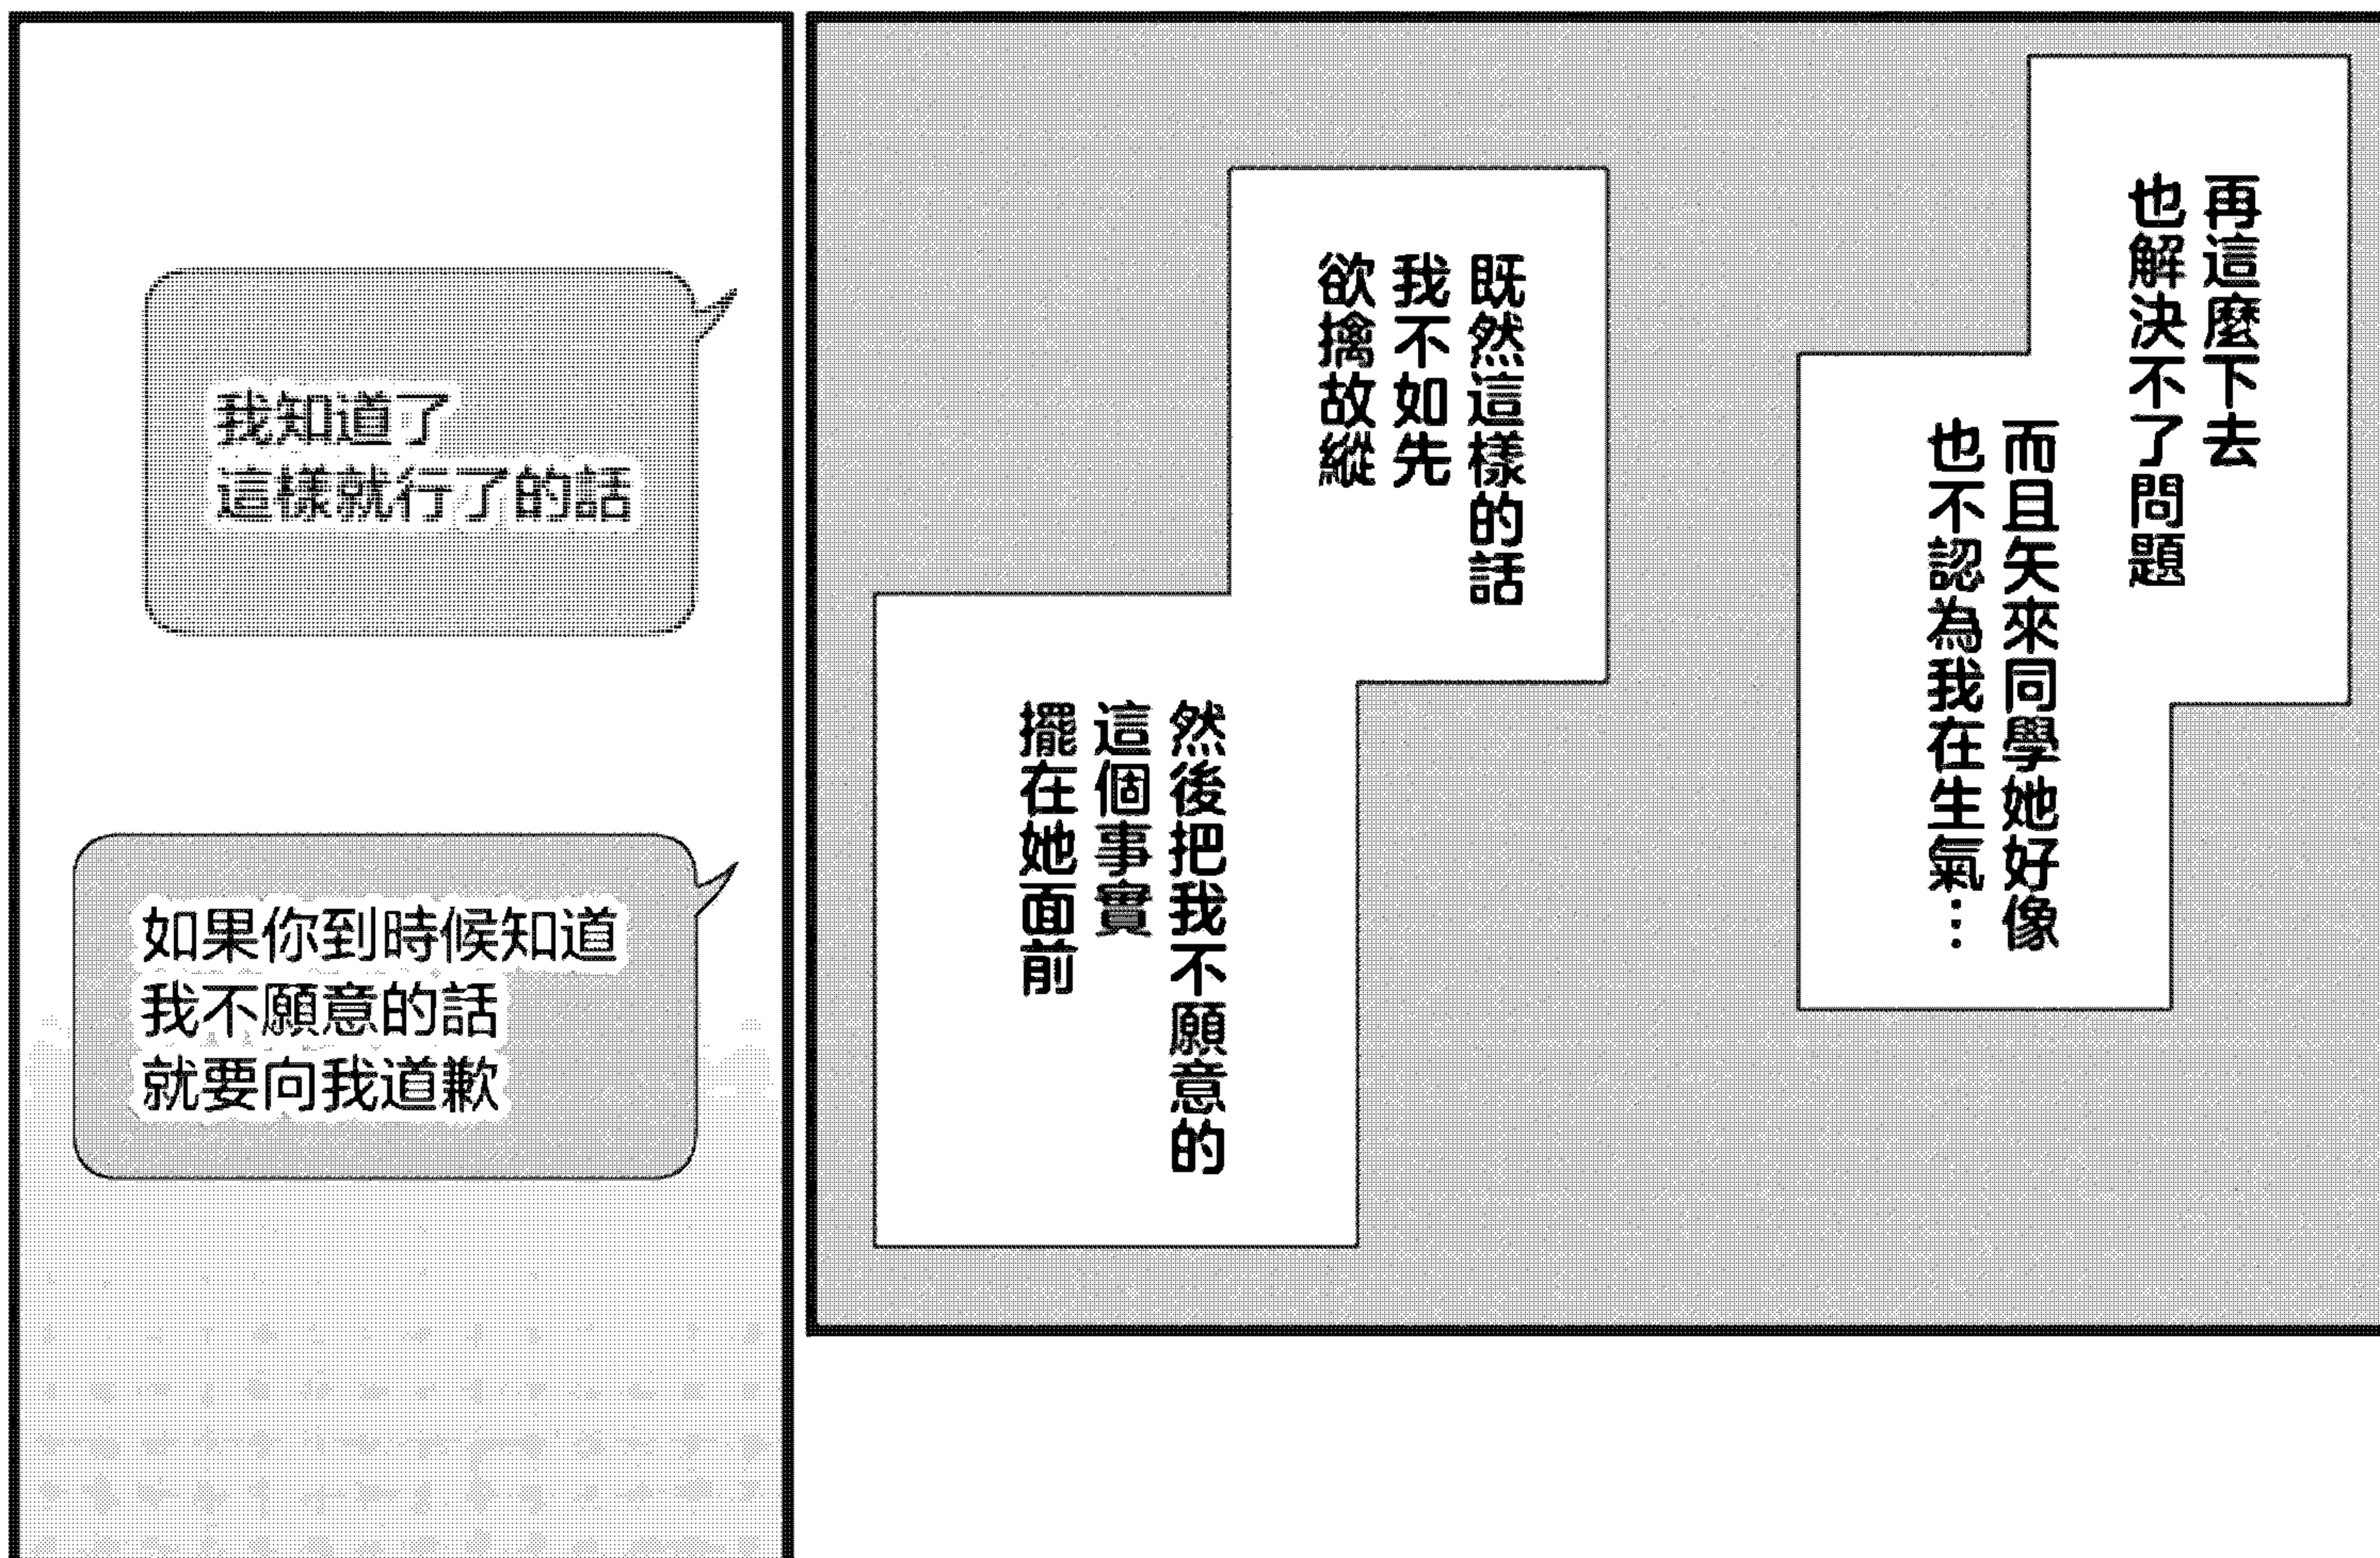 再這麼下去
也解決不了問題
而且矢來同學她好像
也不認為我在生氣…
既然這樣的話
我不如先
欲擒故縱
然後把我不願意的
這個事實
擺在她面前
我知道了
這樣就行了的話
如果你到時候知道
我不願意的話
就要向我道歉